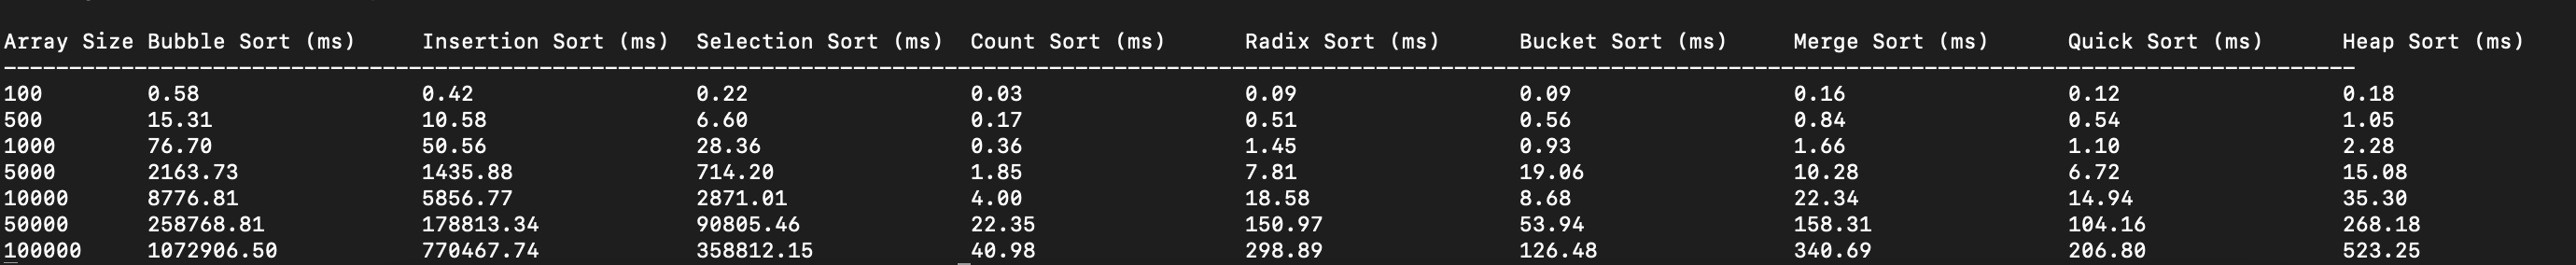 Array Size Bubble Sort (ms) Insertion Sort (ms) Selection Sort (ms) Count Sort (ms) Radix Sort (ms) Bucket Sort (ms) Merge Sort (ms) Quick Sort (ms) Heap Sort (ms)
100 0.58 0.42 0.22 0.03 0.09 0.09 0.16 0.12 0.18
500 15.31 10.58 6.60 0.17 0.51 0.56 0.84 0.54 1.05
1000 76.70 50.56 28.36 0.36 1.45 0.93 1.66 1.10 2.28
5000 2163.73 1435.88 714.20 1.85 7.81 19.06 10.28 6.72 15.08
10000 8776.81 5856.77 2871.01 4.00 18.58 8.68 22.34 14.94 35.30
50000 258768.81 178813.34 90805.46 22.35 150.97 53.94 158.31 104.16 268.18
100000 1072906.50 770467.74 358812.15 40.98 298.89 126.48 340.69 206.80 523.25